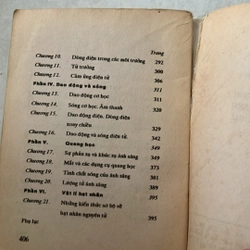 Trang
Chương 10. Dòng điện trong các môi trường 292
Chương 11. Từ trường 300
Chương 12. Cảm ứng điện từ 308
Phần IV. Dao động và sóng 311
Chương 13. Dao động cơ học 311
Chương 14. Sóng cơ học. Âm thanh 320
Chương 15. Dao động điện. Dòng điện
xoay chiều 329
Chương 16. Dao động và sóng điện từ. 342
Phần V. Quang học 349
Chương 17. Sự phản xạ và khúc xạ ánh sáng 349
Chương 18. Mắt và các dụng cụ quang học
Chương 19. Tính chất sóng của ánh sáng
Chương 20. Lượng tử ánh sáng
Phần VI. Vật lí hạt nhân 395
Chương 21. Những kiến thức sơ bộ về
hạt nhân nguyên tử 395
Phụ lục
406